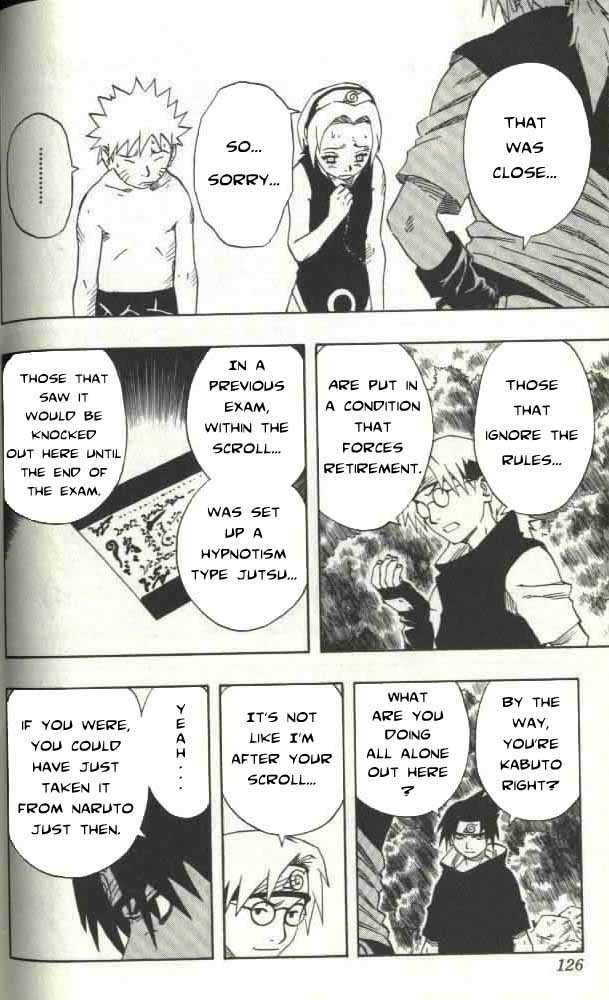 THAT
WAS
CLOSE...
SO...
SORRY...
.........
THOSE
THAT
IGNORE THE
RULES...
ARE PUT IN
A CONDITION
THAT
FORCES
RETIREMENT.
IN A
PREVIOUS
EXAM,
WITHIN THE
SCROLL...
WAS SET
UP A
HYPNOTISM
TYPE JUTSU...
THOSE THAT
SAW IT
WOULD BE
KNOCKED
OUT HERE UNTIL
THE END OF
THE EXAM.
BY THE
WAY,
YOU'RE
KABUTO
RIGHT?
WHAT
ARE YOU
DOING
ALL ALONE
OUT HERE
?
IT'S NOT
LIKE I'M
AFTER YOUR
SCROLL...
YEAH...
IF YOU WERE,
YOU COULD
HAVE JUST
TAKEN IT
FROM NARUTO
JUST THEN.
126